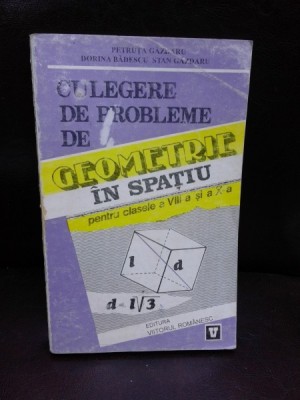 PETRUȚA GAZDARU
DORINA BĂDESCU STAN GAZDARU
CULEGERE
DE PROBLEME
DE
GEOMETRIE
ÎN SPAȚIU
pentru clasele a VIII-a și a X-a
l
d
d=l√3
EDITURA
VIITORUL ROMÂNESC
V